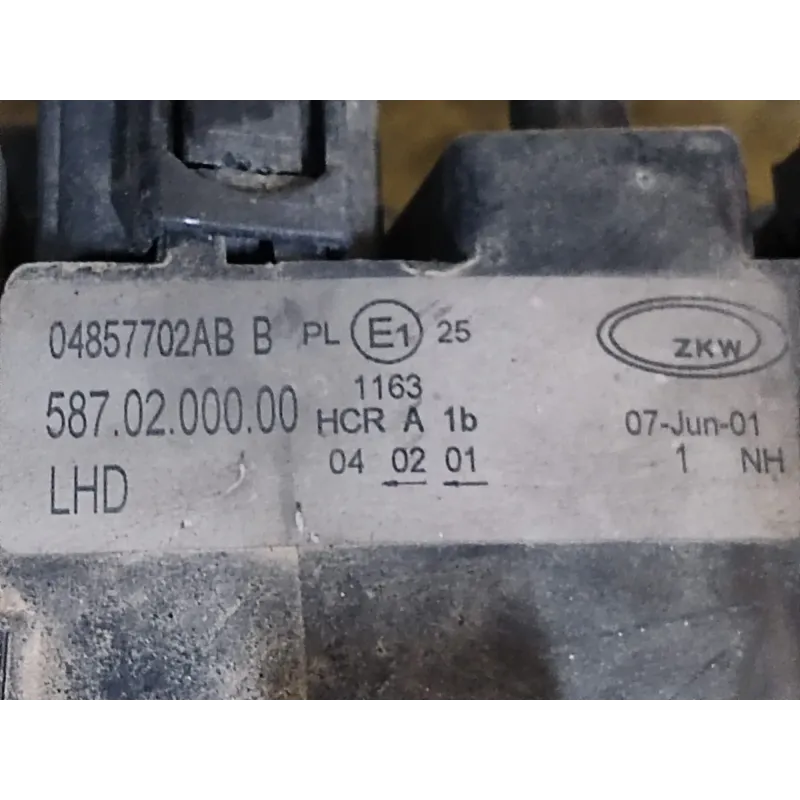 04857702AB B PL E1 25 ZKW
1163
587.02.000.00 HCR A 1b 07-Jun-01
LHD 04 02 01 1 NH